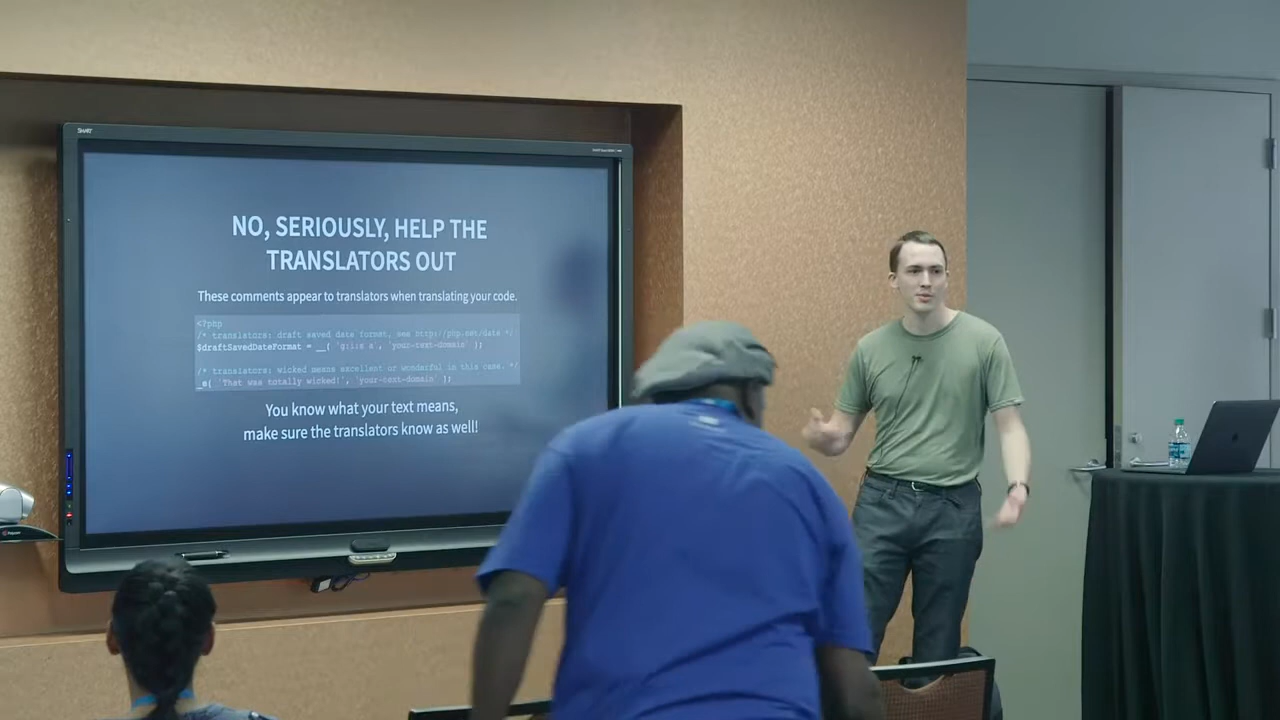 SMART
NO, SERIOUSLY, HELP THE
TRANSLATORS OUT
These comments appear to translators when translating your code.
<?php
/* translators: draft saved date format, see http://php.net/date */
$draftSavedDateFormat = __( 'g:i:s a', 'your-text-domain' );
/* translators: wicked means excellent or wonderful in this case. */
_e( 'That was totally wicked!', 'your-text-domain' );
You know what your text means,
make sure the translators know as well!